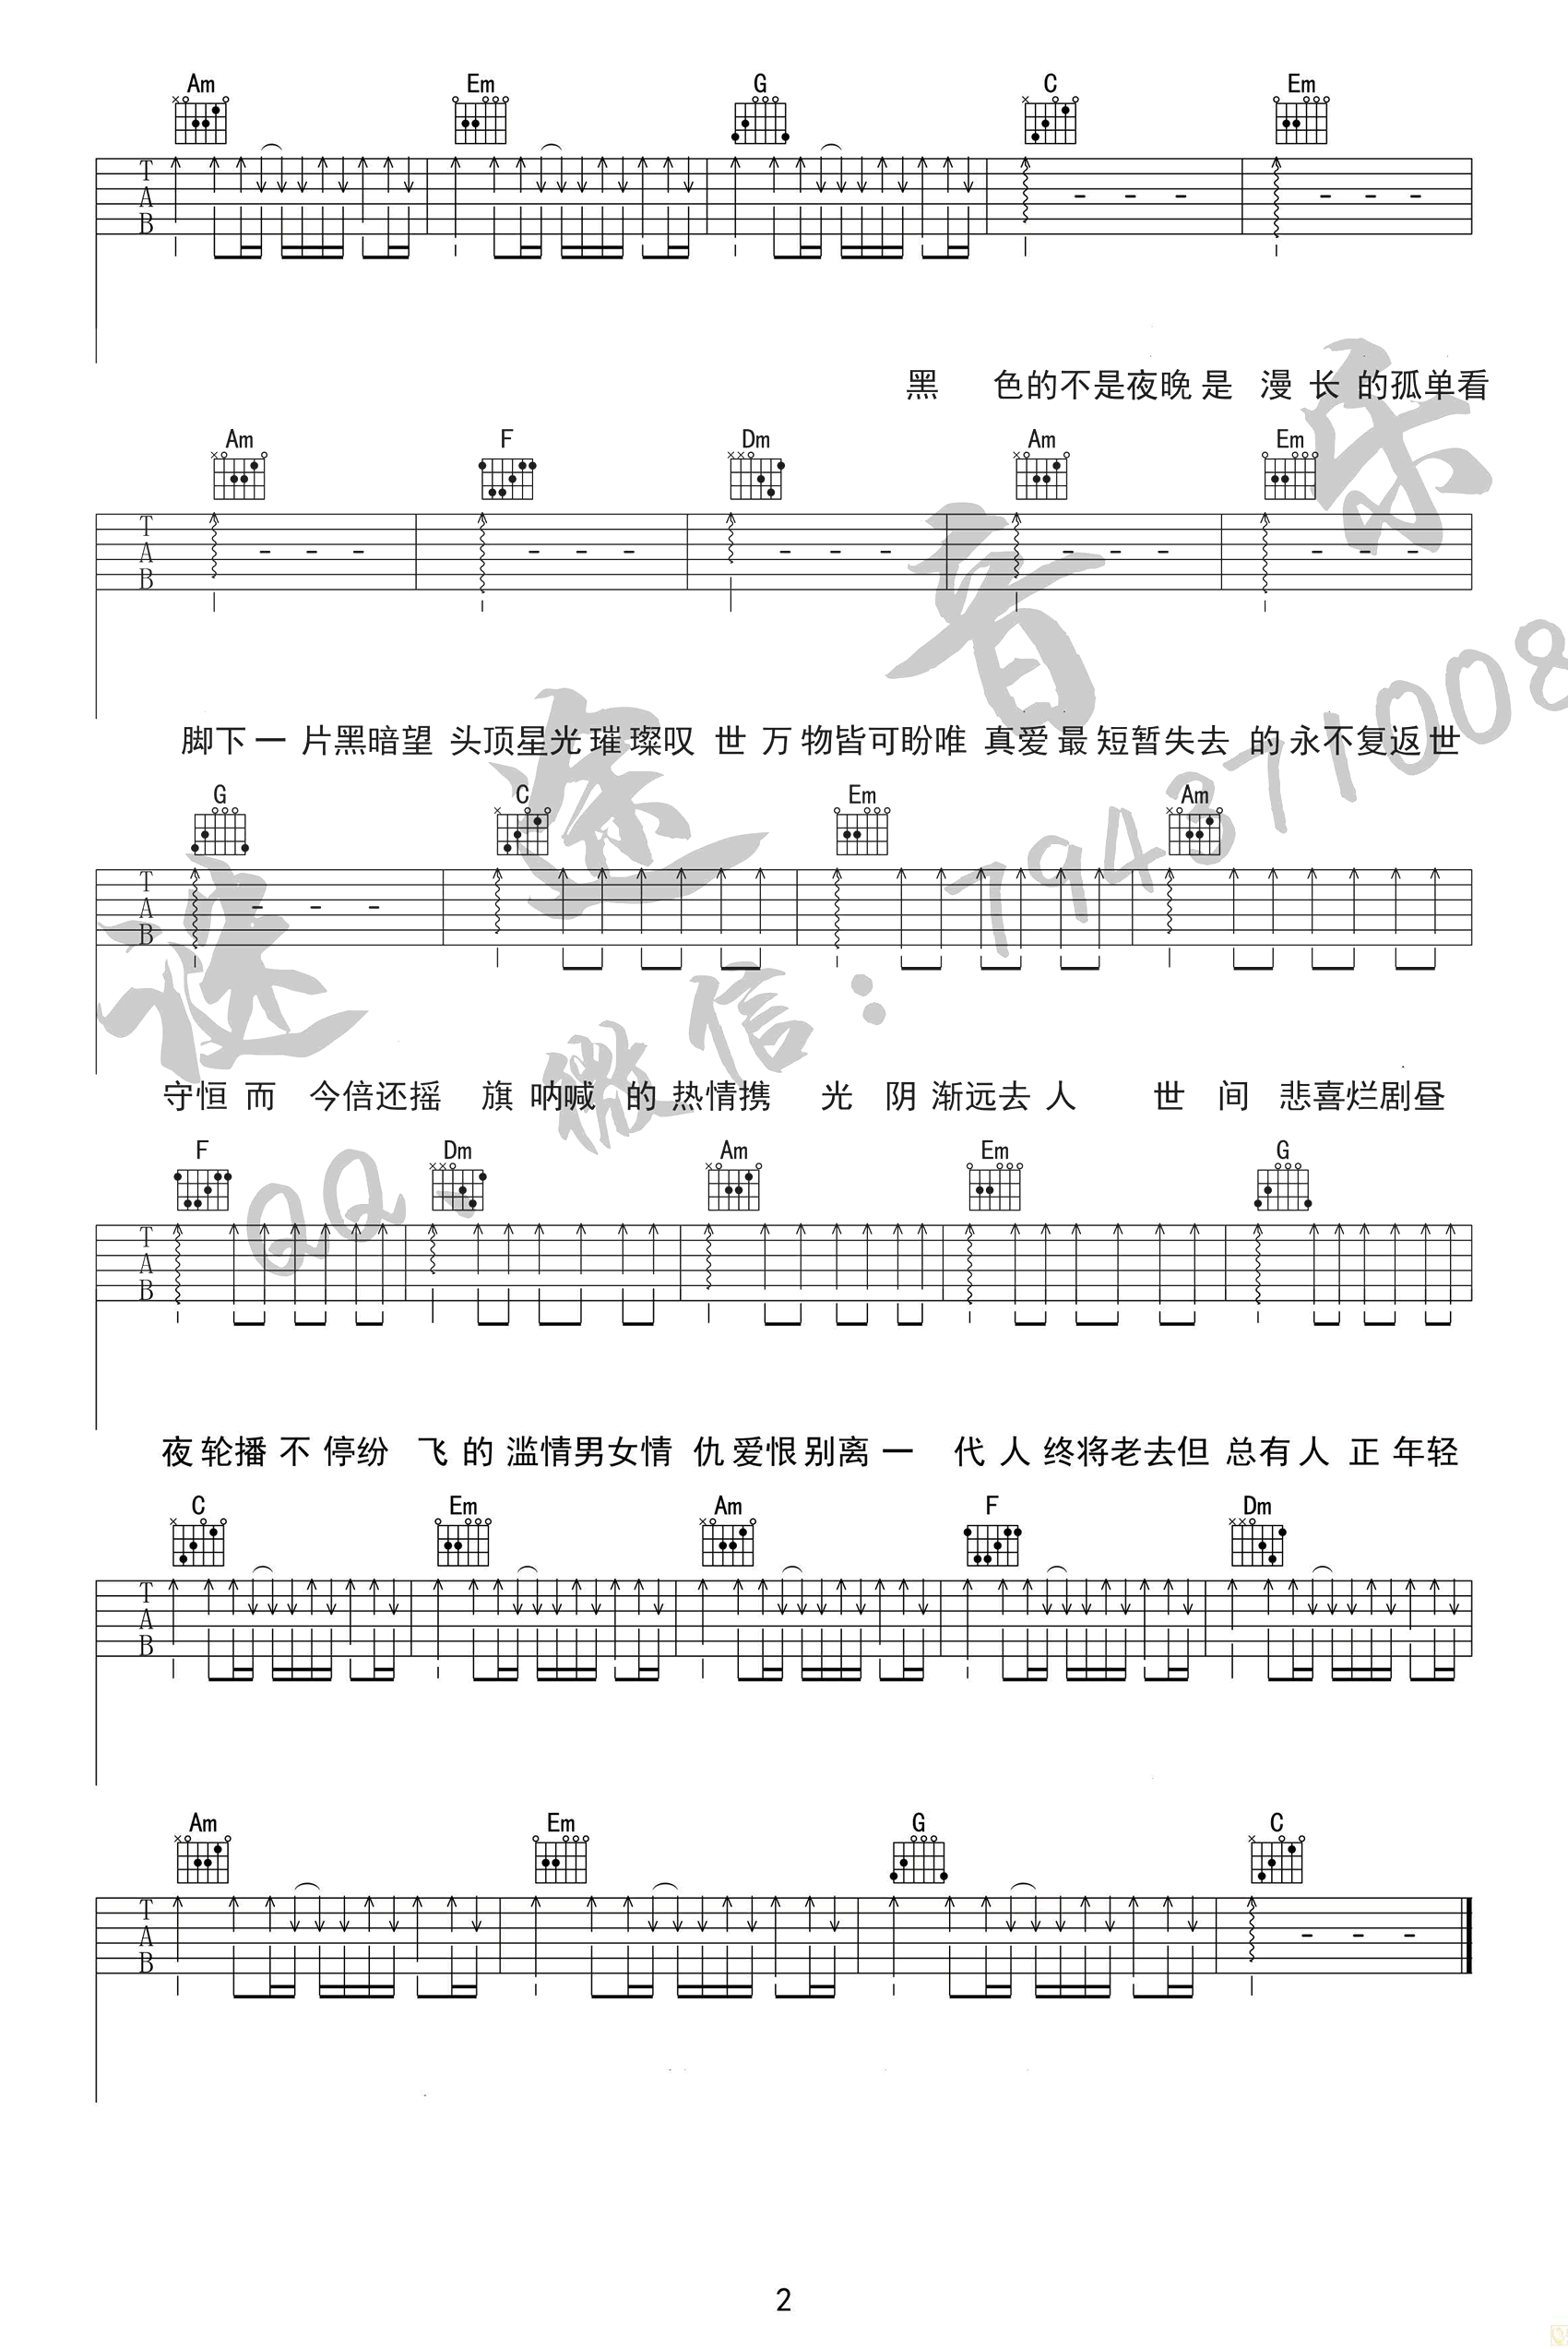 Am Em G C Em
T
A
B
黑 色的不是夜晚是 漫 长 的孤单看
Am F Dm Am Em
T
A
B
脚下一 片黑暗望 头顶星光璀 璨叹 世 万 物皆可盼唯 真爱最 短暂失去 的永不复返世
G C Em Am
T
A
B
守恒 而 今倍还摇 旗 呐喊 的 热情携 光 阴 渐远去人 世 间 悲喜烂剧昼
F Dm Am Em G
T
A
B
夜轮播 不 停纷 飞 的 滥情男女情 仇爱恨别离一 代 人 终将老去但 总有人 正 年轻
C Em Am F Dm
T
A
B
Am Em G C
T
A
B
迷途音乐
QQ、微信：794371008
2